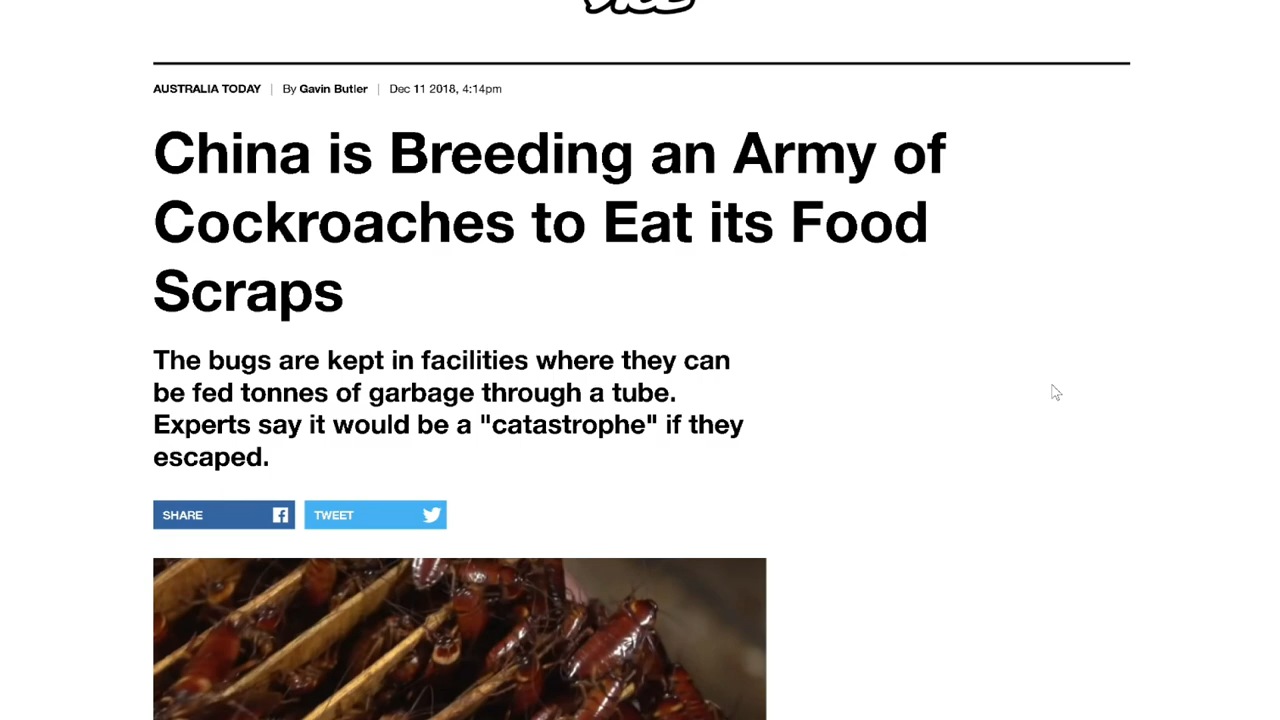 AUSTRALIA TODAY | By Gavin Butler | Dec 11 2018, 4:14pm
China is Breeding an Army of
Cockroaches to Eat its Food
Scraps
The bugs are kept in facilities where they can
be fed tonnes of garbage through a tube.
Experts say it would be a "catastrophe" if they
escaped.
SHARE TWEET